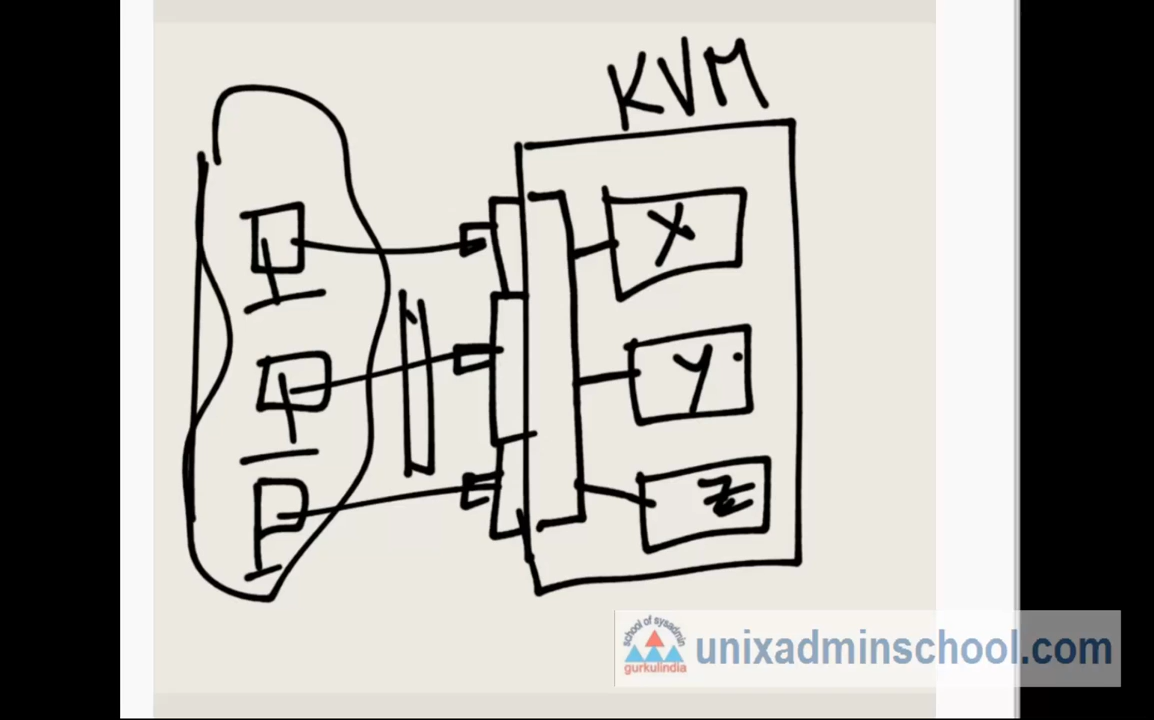 KVM
X
Y
Z
school of sysadmin
gurkulindia
unixadminschool.com